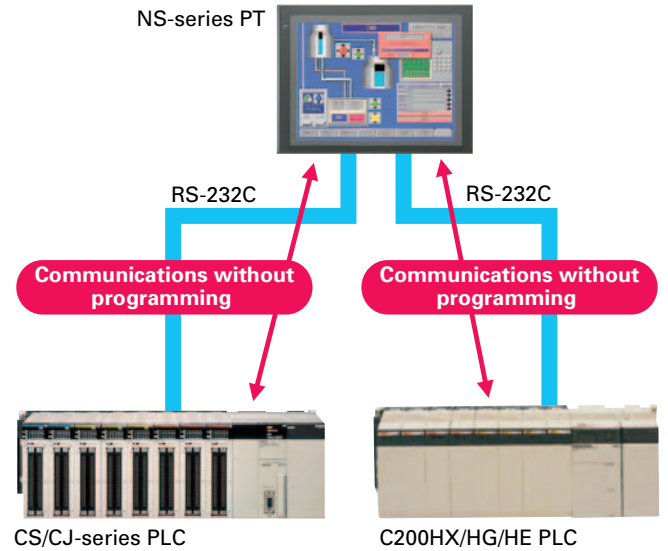 NS-series PT
RS-232C
RS-232C
Communications without
programming
Communications without
programming
CS/CJ-series PLC
C200HX/HG/HE PLC